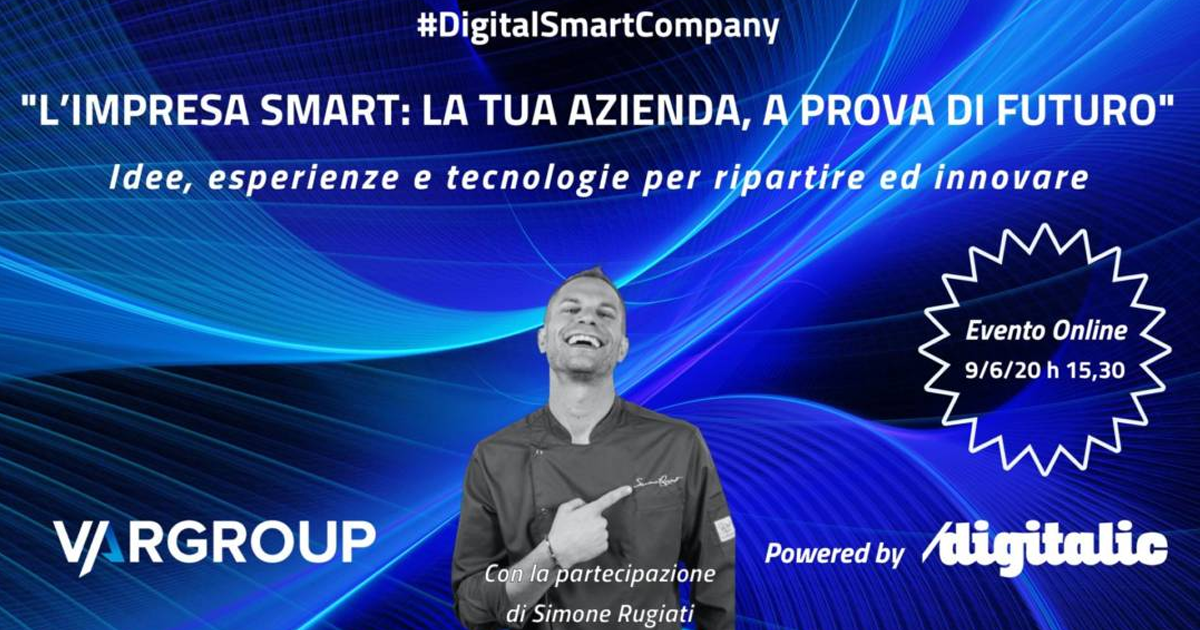 #DigitalSmartCompany
"L’IMPRESA SMART: LA TUA AZIENDA, A PROVA DI FUTURO"
Idee, esperienze e tecnologie per ripartire ed innovare
Evento Online
9/6/20 h 15,30
VARGROUP
Con la partecipazione
di Simone Rugiati
Powered by digitalic